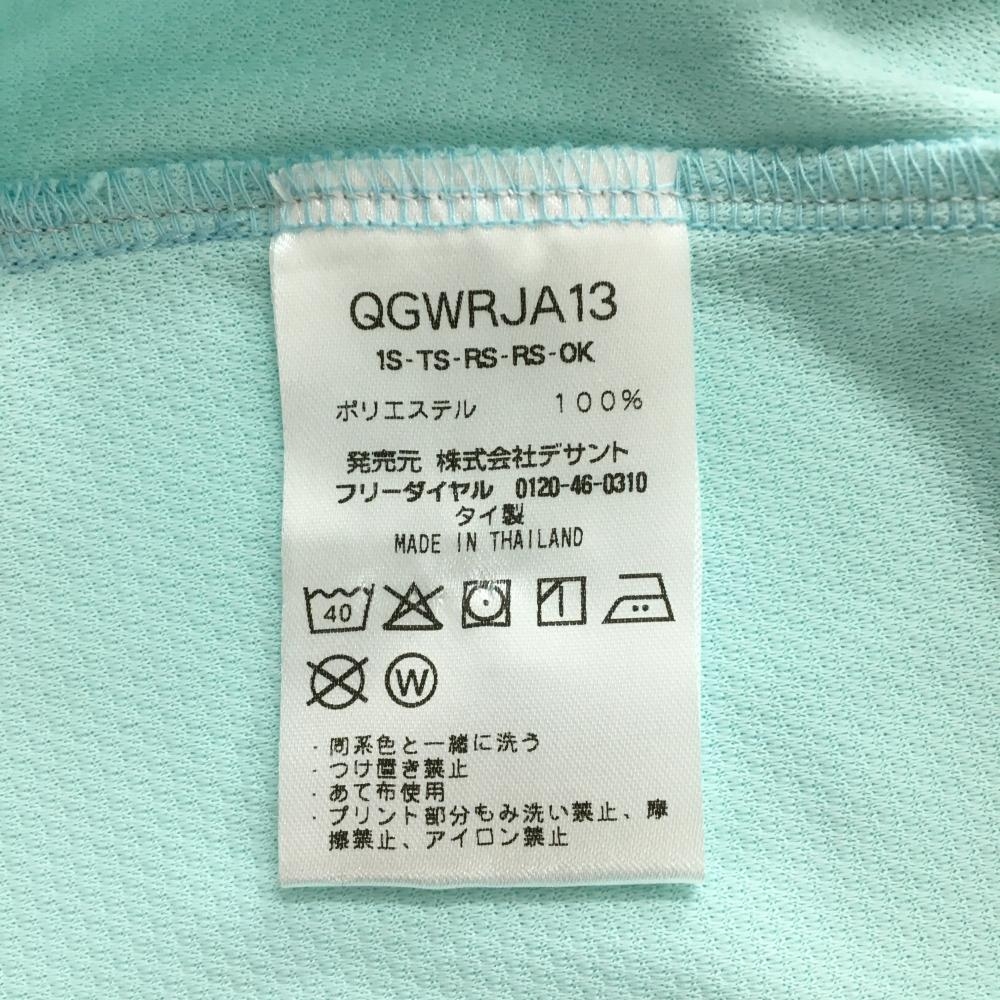 QGWRJA13
1S-TS-RS-RS-OK
ポリエステル 100%
発売元 株式会社デサント
フリーダイヤル 0120-46-0310
タイ製
MADE IN THAILAND
40
W
・同系色と一緒に洗う
・つけ置き禁止
・あて布使用
・プリント部分もみ洗い禁止、摩
擦禁止、アイロン禁止